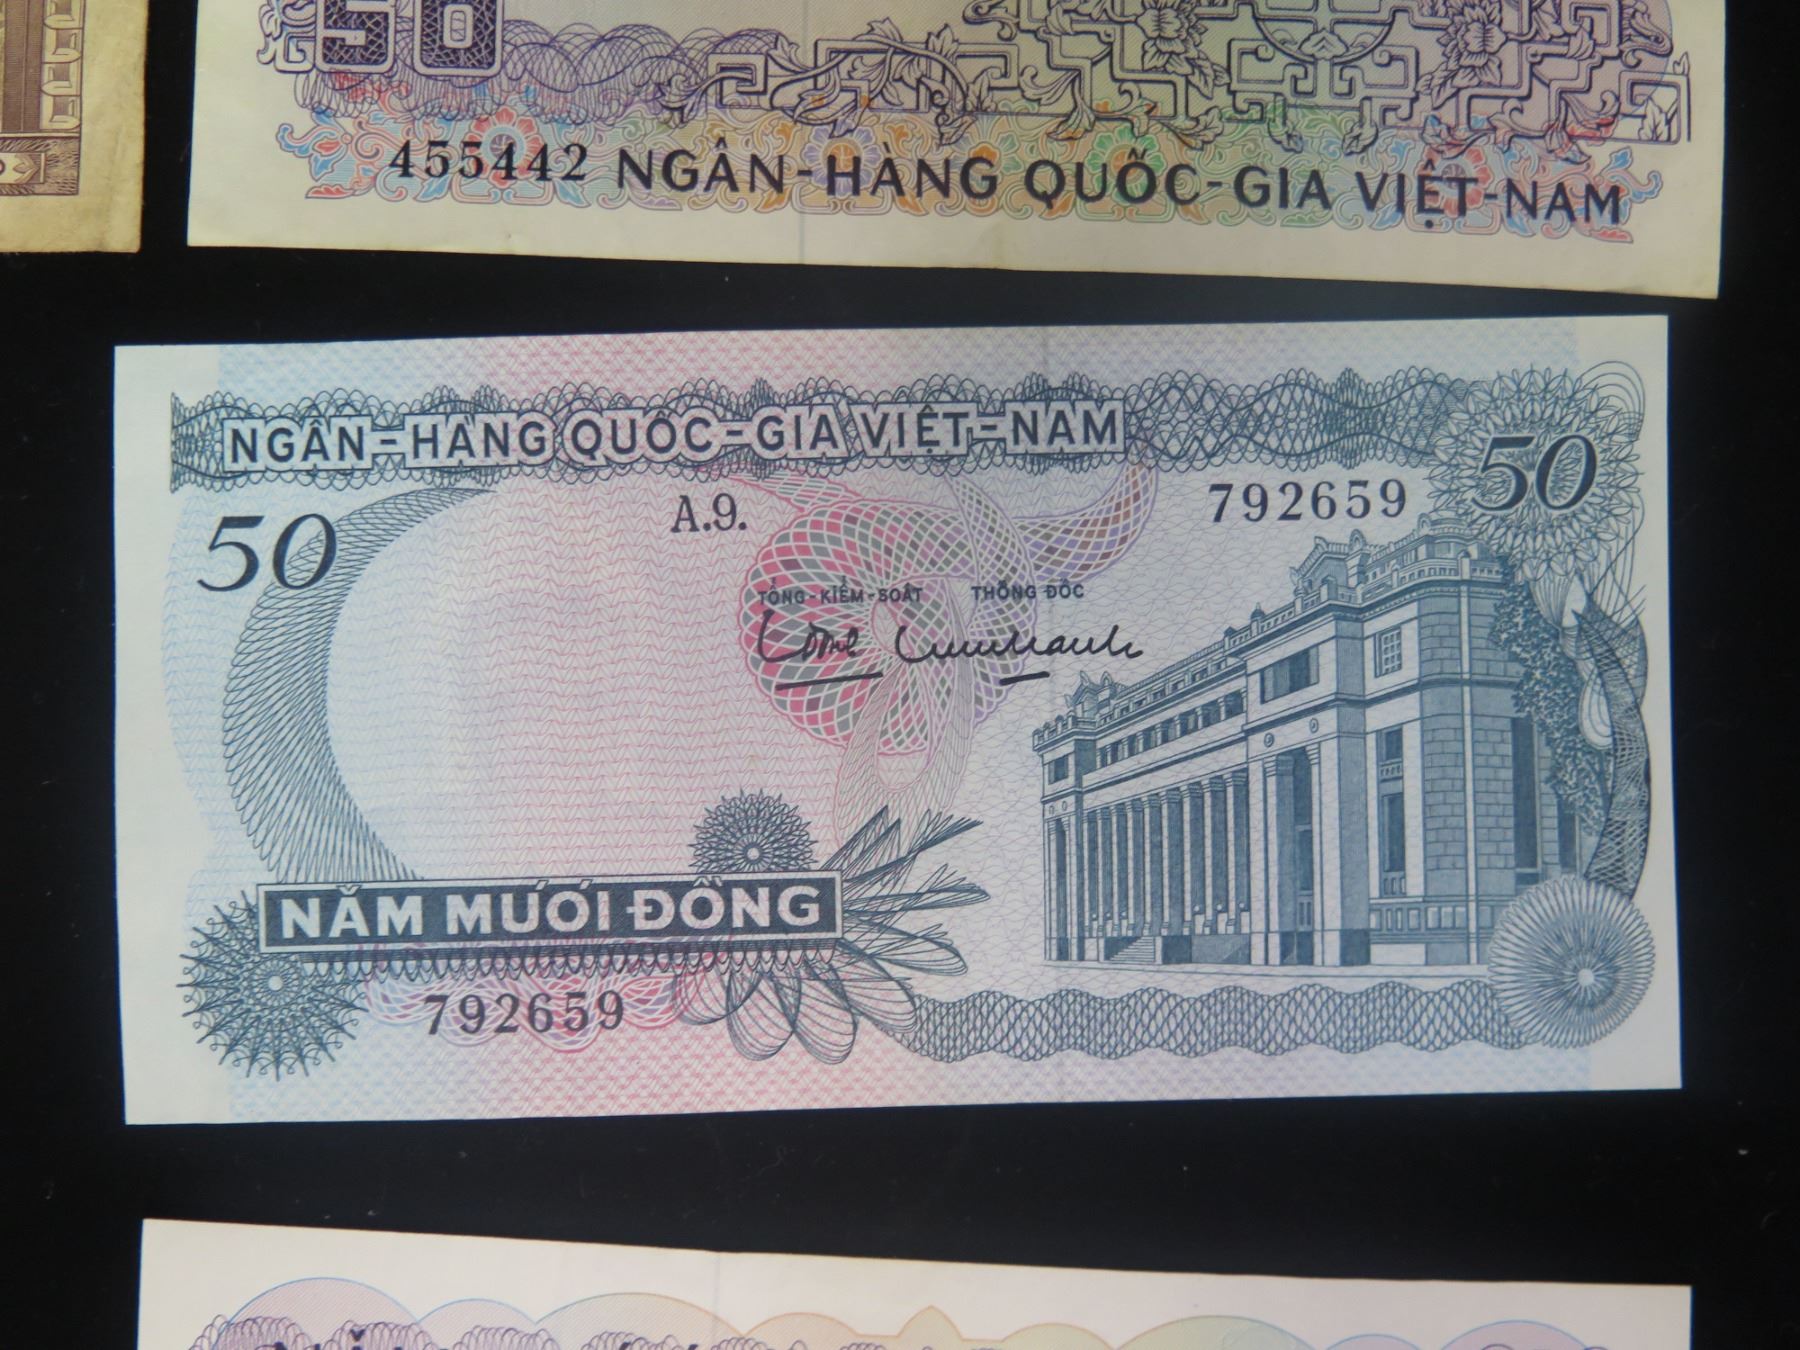 50
455442 NGÂN-HÀNG QUỐC-GIA VIỆT-NAM
NGÂN-HÀNG QUỐC-GIA VIỆT-NAM
50
50
A.9.
792659
TỔNG-KIỂM-SOÁT THỐNG ĐỐC
NĂM MƯƠI ĐỒNG
792659